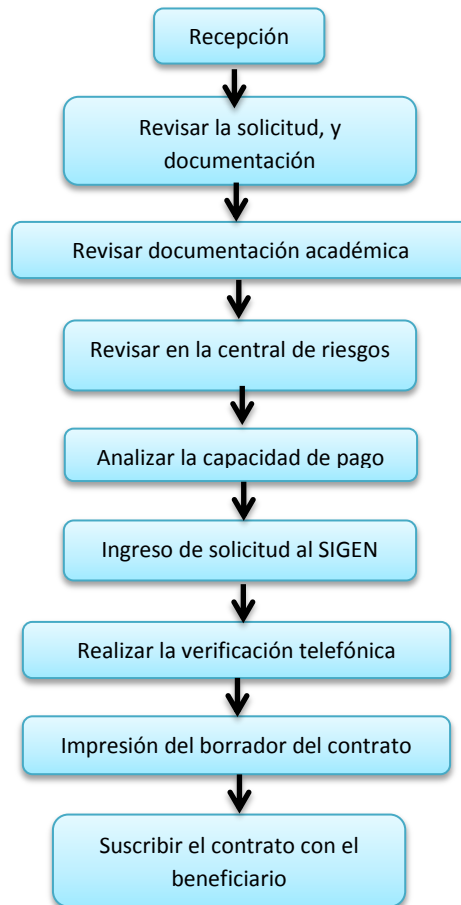 Recepción
Revisar la solicitud, y
documentación
Revisar documentación académica
Revisar en la central de riesgos
Analizar la capacidad de pago
Ingreso de solicitud al SIGEN
Realizar la verificación telefónica
Impresión del borrador del contrato
Suscribir el contrato con el
beneficiario